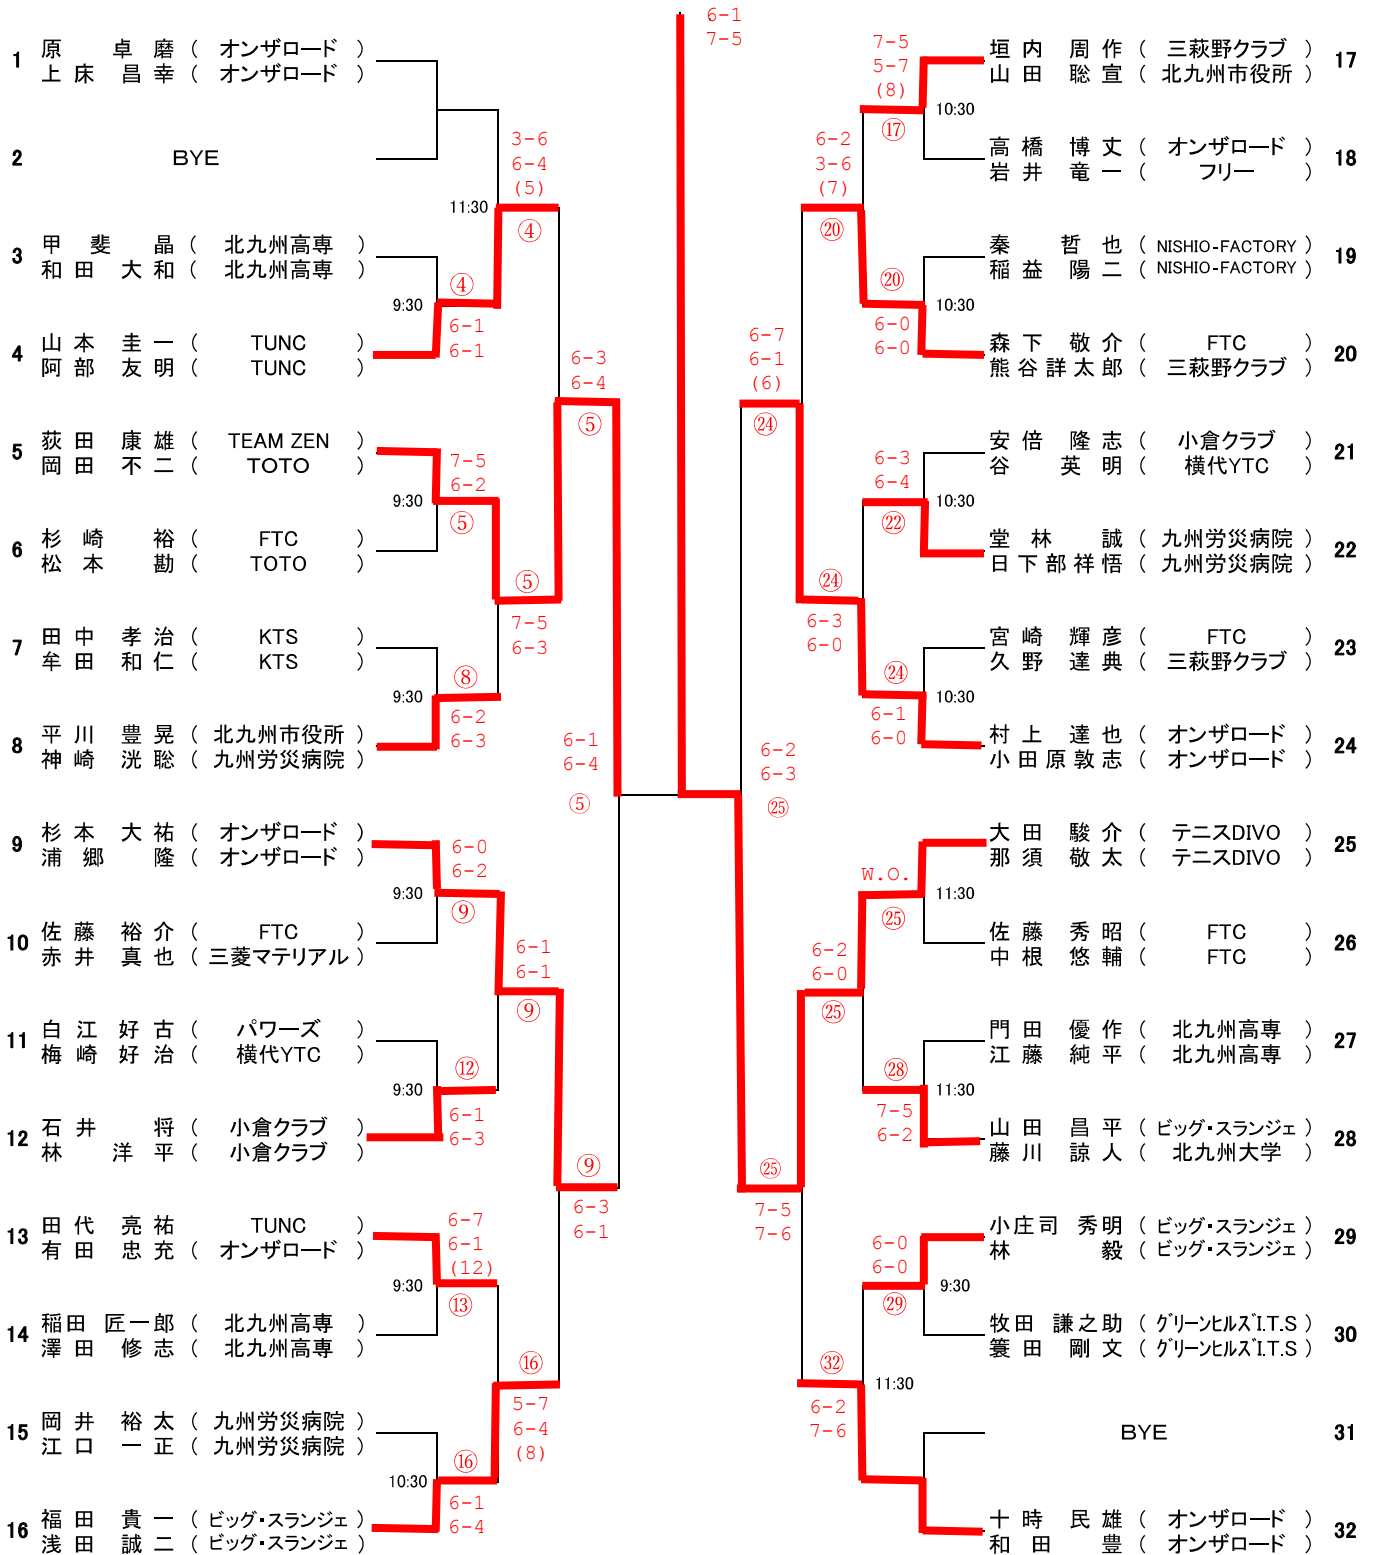 6-1
7-5
1 原 卓磨 ( オンザロード )
上床 昌幸 ( オンザロード )
2 BYE
3-6
6-4
(5)
11:30
④
3 甲斐 晶 ( 北九州高専 )
和田 大和 ( 北九州高専 )
9:30
④
6-1
6-1
4 山本 圭一 ( TUNC )
阿部 友明 ( TUNC )
6-3
6-4
⑤
5 荻田 康雄 ( TEAM ZEN )
岡田 不二 ( TOTO )
7-5
6-2
9:30
⑤
6 杉崎 裕 ( FTC )
松本 勘 ( TOTO )
⑤
7-5
6-3
7 田中 孝治 ( KTS )
牟田 和仁 ( KTS )
9:30
⑧
6-2
6-3
8 平川 豊晃 ( 北九州市役所 )
神崎 洸聡 ( 九州労災病院 )
6-1
6-4
⑤
9 杉本 大祐 ( オンザロード )
浦郷 隆 ( オンザロード )
6-0
6-2
9:30
⑨
10 佐藤 裕介 ( FTC )
赤井 真也 ( 三菱マテリアル )
6-1
6-1
⑨
11 白江 好古 ( パワーズ )
梅崎 好治 ( 横代YTC )
9:30
⑫
6-1
6-3
12 石井 将 ( 小倉クラブ )
林 洋平 ( 小倉クラブ )
⑨
6-3
6-1
13 田代 亮祐 TUNC )
有田 忠充 ( オンザロード )
6-7
6-1
(12)
9:30
⑬
14 稲田 匠一郎 ( 北九州高専 )
澤田 修志 ( 北九州高専 )
⑯
5-7
6-4
(8)
15 岡井 裕太 ( 九州労災病院 )
江口 一正 ( 九州労災病院 )
10:30
⑯
6-1
6-4
16 福田 貴一 ( ビッグ・スランジェ )
浅田 誠二 ( ビッグ・スランジェ )
7-5
5-7
(8)
垣内 周作 ( 三萩野クラブ ) 17
山田 聡宣 ( 北九州市役所 )
10:30
⑰
高橋 博丈 ( オンザロード ) 18
岩井 竜一 ( フリー )
6-2
3-6
(7)
⑳
秦 哲也 ( NISHIO-FACTORY ) 19
稲益 陽二 ( NISHIO-FACTORY )
⑳
10:30
6-0
6-0
森下 敬介 ( FTC ) 20
熊谷詳太郎 ( 三萩野クラブ )
6-7
6-1
(6)
㉔
安倍 隆志 ( 小倉クラブ ) 21
谷 英明 ( 横代YTC )
6-3
6-4
10:30
㉒
堂林 誠 ( 九州労災病院 ) 22
日下部祥悟 ( 九州労災病院 )
㉔
6-3
6-0
宮崎 輝彦 ( FTC ) 23
久野 達典 ( 三萩野クラブ )
㉔
10:30
6-1
6-0
村上 達也 ( オンザロード ) 24
小田原敦志 ( オンザロード )
6-2
6-3
㉕
大田 駿介 ( テニスDIVO ) 25
那須 敬太 ( テニスDIVO )
W.O.
11:30
㉕
佐藤 秀昭 ( FTC ) 26
中根 悠輔 ( FTC )
6-2
6-0
㉕
門田 優作 ( 北九州高専 ) 27
江藤 純平 ( 北九州高専 )
㉘
11:30
7-5
6-2
山田 昌平 ( ビッグ・スランジェ ) 28
藤川 諒人 ( 北九州大学 )
㉕
7-5
7-6
小庄司 秀明 ( ビッグ・スランジェ ) 29
林 毅 ( ビッグ・スランジェ )
6-0
6-0
9:30
㉙
牧田 謙之助 ( グリーンヒルズI.T.S ) 30
簑田 剛文 ( グリーンヒルズI.T.S )
㉜
11:30
6-2
7-6
BYE 31
十時 民雄 ( オンザロード ) 32
和田 豊 ( オンザロード )